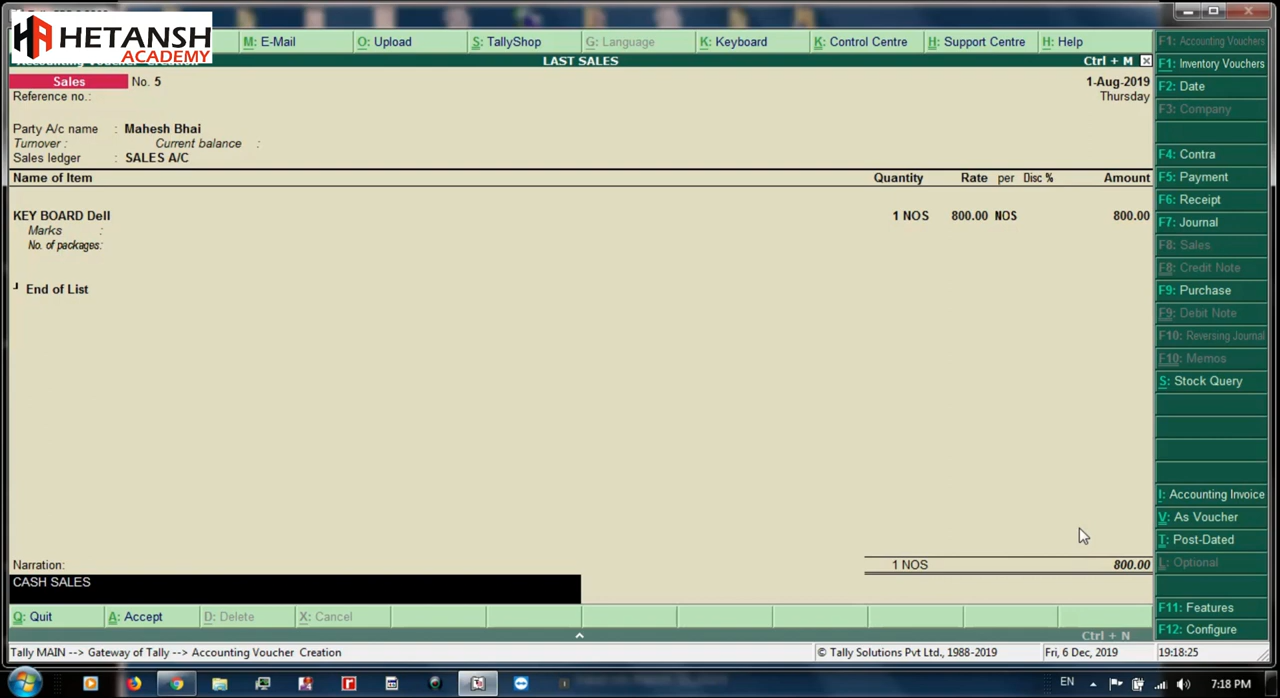 HETANSH
ACADEMY
M: E-Mail
O: Upload
S: TallyShop
G: Language
K: Keyboard
K: Control Centre
H: Support Centre
H: Help
F1: Accounting Vouchers
Accounting Voucher Creation
LAST SALES
Ctrl + M
F1: Inventory Vouchers
Sales
No. 5
1-Aug-2019
F2: Date
Reference no.:
Thursday
F3: Company
Party A/c name : Mahesh Bhai
Turnover :
Current balance :
Sales ledger : SALES A/C
F4: Contra
Name of Item
Quantity
Rate
per
Disc %
Amount
F5: Payment
F6: Receipt
KEY BOARD Dell
1 NOS
800.00 NOS
800.00
F7: Journal
Marks :
No. of packages:
F8: Sales
F8: Credit Note
┘ End of List
F9: Purchase
F9: Debit Note
F10: Reversing Journal
F10: Memos
S: Stock Query
I: Accounting Invoice
V: As Voucher
T: Post-Dated
Narration:
1 NOS
800.00
L: Optional
CASH SALES
F11: Features
Q: Quit
A: Accept
D: Delete
X: Cancel
F12: Configure
Ctrl + N
Tally MAIN --> Gateway of Tally --> Accounting Voucher Creation
© Tally Solutions Pvt Ltd., 1988-2019
Fri, 6 Dec, 2019
19:18:25
EN
7:18 PM